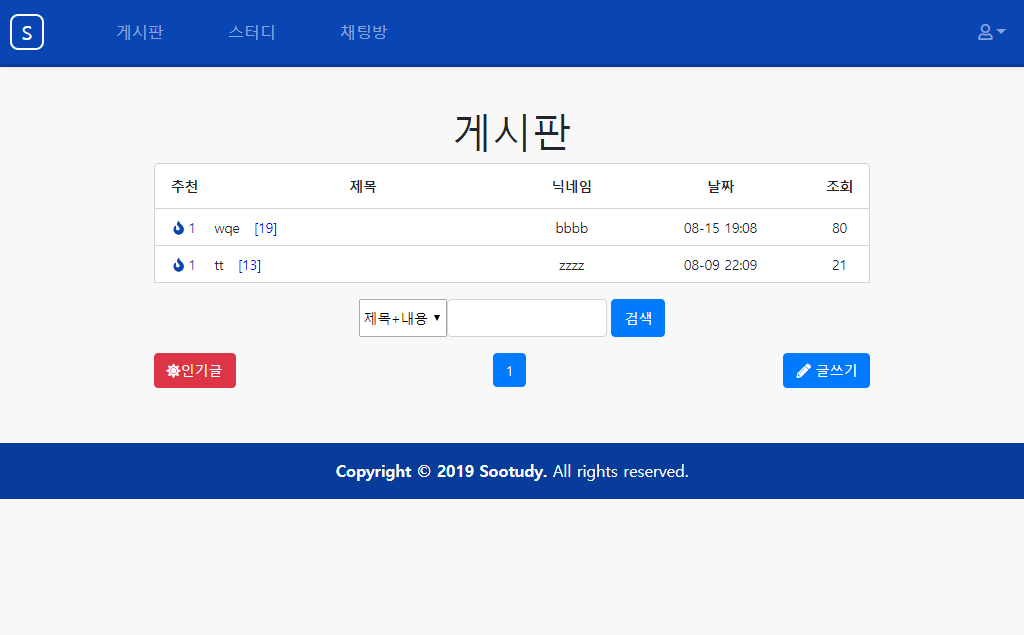 S 게시판 스터디 채팅방
게시판
추천 제목 닉네임 날짜 조회
1 wqe [19] bbbb 08-15 19:08 80
1 tt [13] zzzz 08-09 22:09 21
제목+내용 검색
인기글 1 글쓰기
Copyright © 2019 Sootudy. All rights reserved.